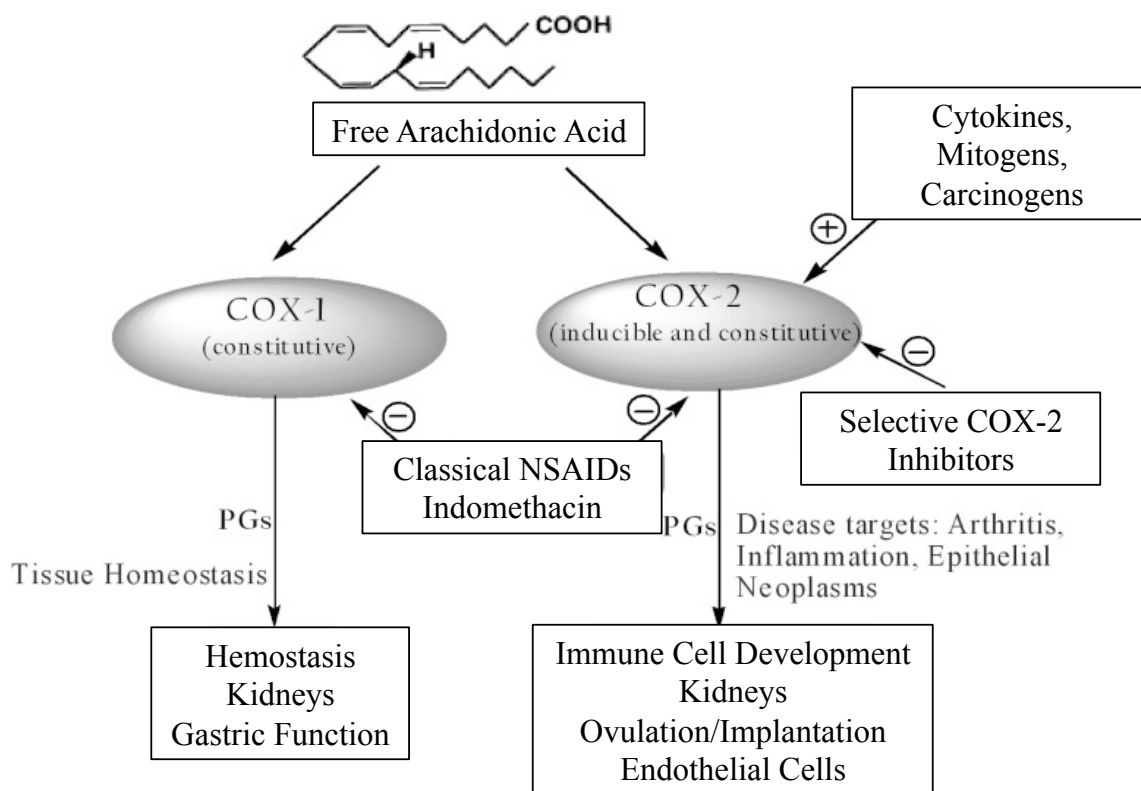 COOH
H
Free Arachidonic Acid
Cytokines,
Mitogens,
Carcinogens
+
COX-1
(constitutive)
COX-2
(inducible and constitutive)
−
−
−
Selective COX-2
Inhibitors
Classical NSAIDs
Indomethacin
PGs
Tissue Homeostasis
PGs
Disease targets: Arthritis,
Inflammation, Epithelial
Neoplasms
Hemostasis
Kidneys
Gastric Function
Immune Cell Development
Kidneys
Ovulation/Implantation
Endothelial Cells